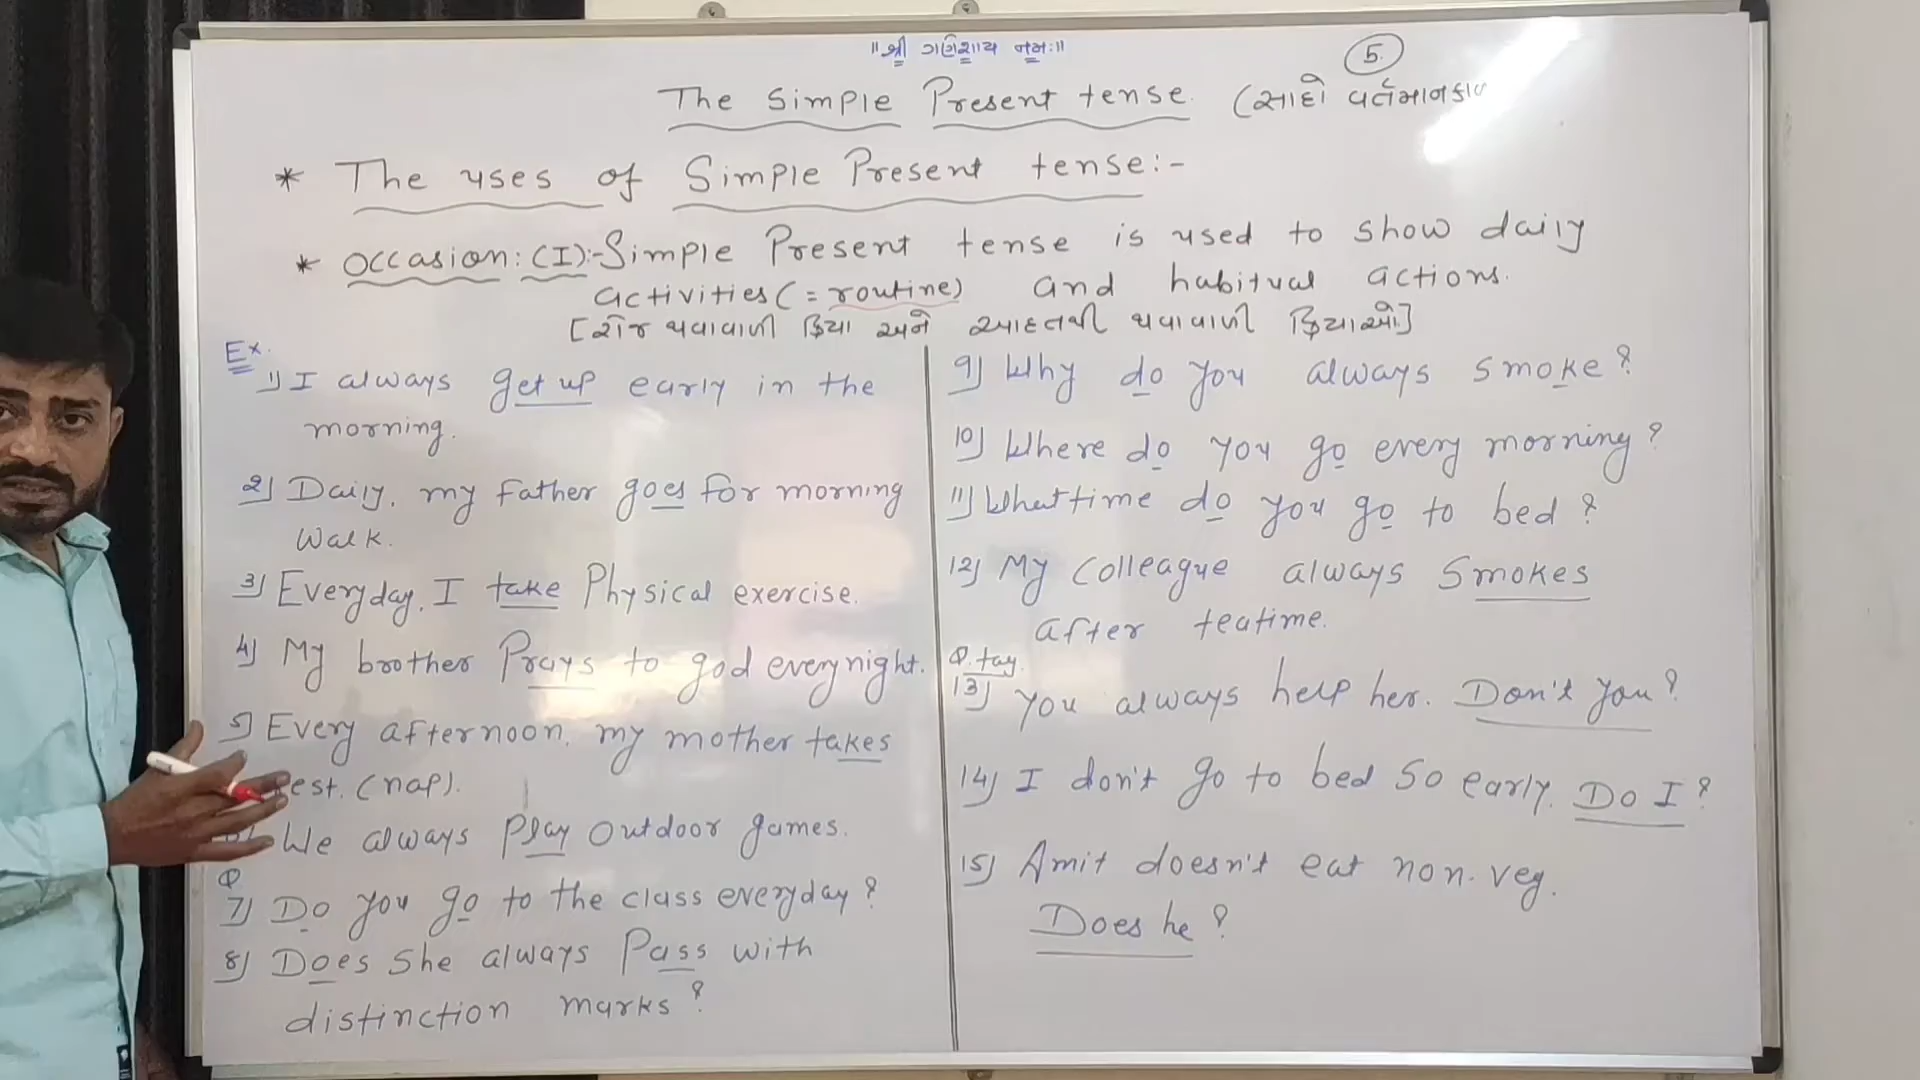 ॥ श्री ગણેશાય નમઃ॥
5.
The Simple Present tense. (સાદો વર્તમાનકાળ
* The uses of Simple Present tense:-
* Occasion: (I):- Simple Present tense is used to show daily
activities (= routine) and habitual actions.
[રોજ થવાવાળી ક્રિયા અને આદતથી થવાવાળી ક્રિયાઓ]
Ex.
1) I always get up early in the
morning.
2) Daily, my father goes for morning
walk.
3) Everyday, I take Physical exercise.
4) My brother Prays to god every night.
5) Every afternoon, my mother takes
rest. (nap).
6) We always Play outdoor games.
Q
7) Do you go to the class everyday?
8) Does she always Pass with
distinction marks?
9) Why do you always smoke?
10) Where do you go every morning?
11) What time do you go to bed?
12) My Colleague always Smokes
after teatime.
Q. tag.
13) You always help her. Don't you?
14) I don't go to bed so early. Do I?
15) Amit doesn't eat non-veg.
Does he?